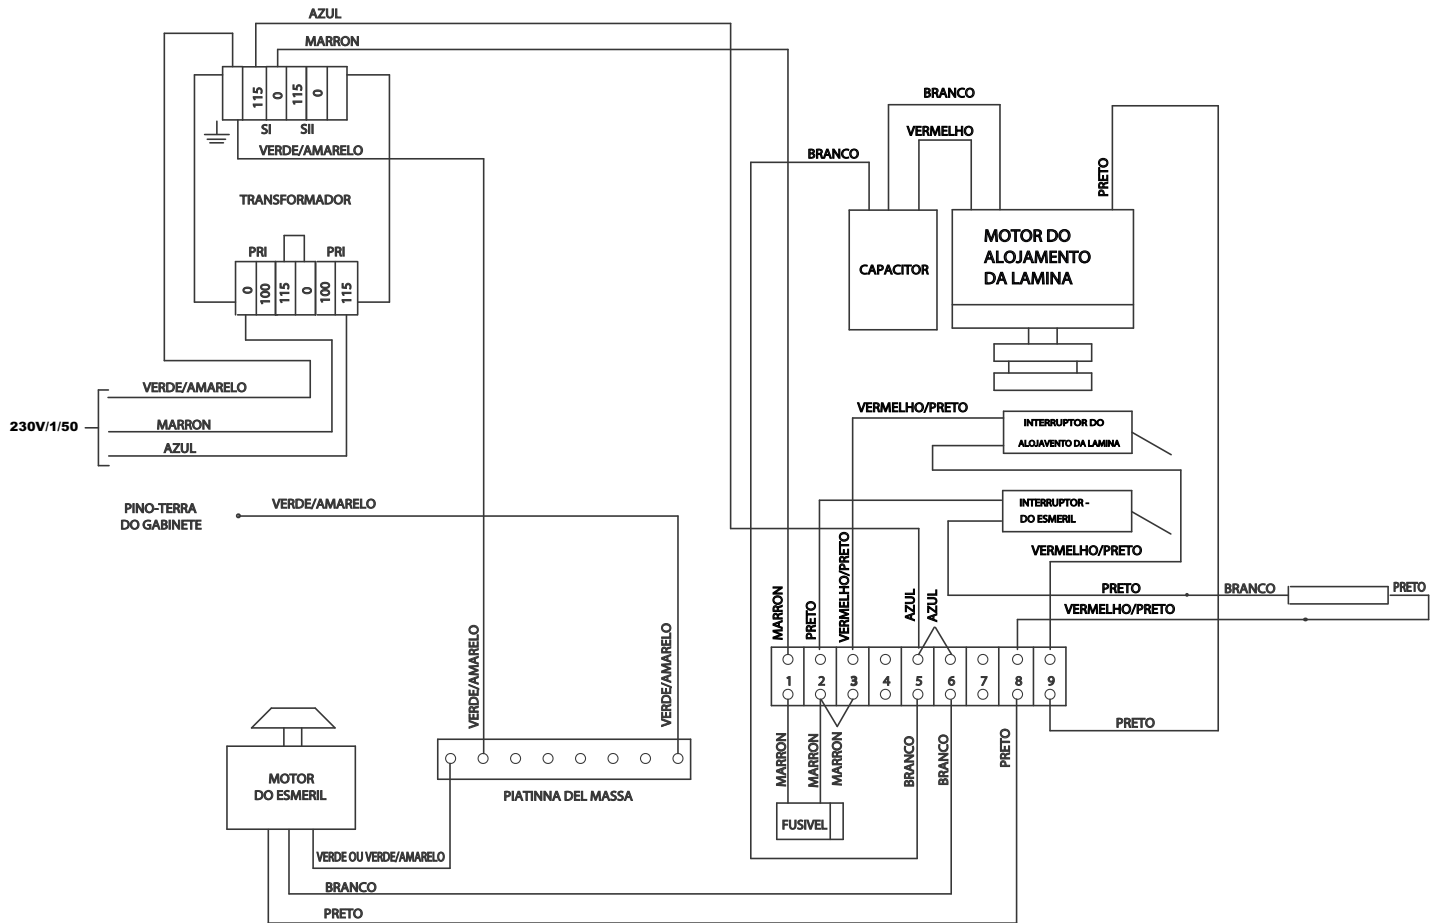 AZUL
MARRON
115
0
115
0
SI
SII
VERDE/AMARELO
TRANSFORMADOR
PRI
PRI
0
100
115
0
100
115
VERDE/AMARELO
230V/1/50
MARRON
AZUL
PINO-TERRA
DO GABINETE
VERDE/AMARELO
BRANCO
VERMELHO
BRANCO
PRETO
CAPACITOR
MOTOR DO
ALOJAMENTO
DA LAMINA
VERMELHO/PRETO
INTERRUPTOR DO
ALOJAVENTO DA LAMINA
INTERRUPTOR -
DO ESMERIL
VERMELHO/PRETO
PRETO
BRANCO
PRETO
VERMELHO/PRETO
MARRON
PRETO
VERMELHO/PRETO
AZUL
AZUL
1
2
3
4
5
6
7
8
9
MARRON
MARRON
MARRON
BRANCO
BRANCO
PRETO
PRETO
FUSIVEL
VERDE/AMARELO
VERDE/AMARELO
PIATINNA DEL MASSA
MOTOR
DO ESMERIL
VERDE OU VERDE/AMARELO
BRANCO
PRETO